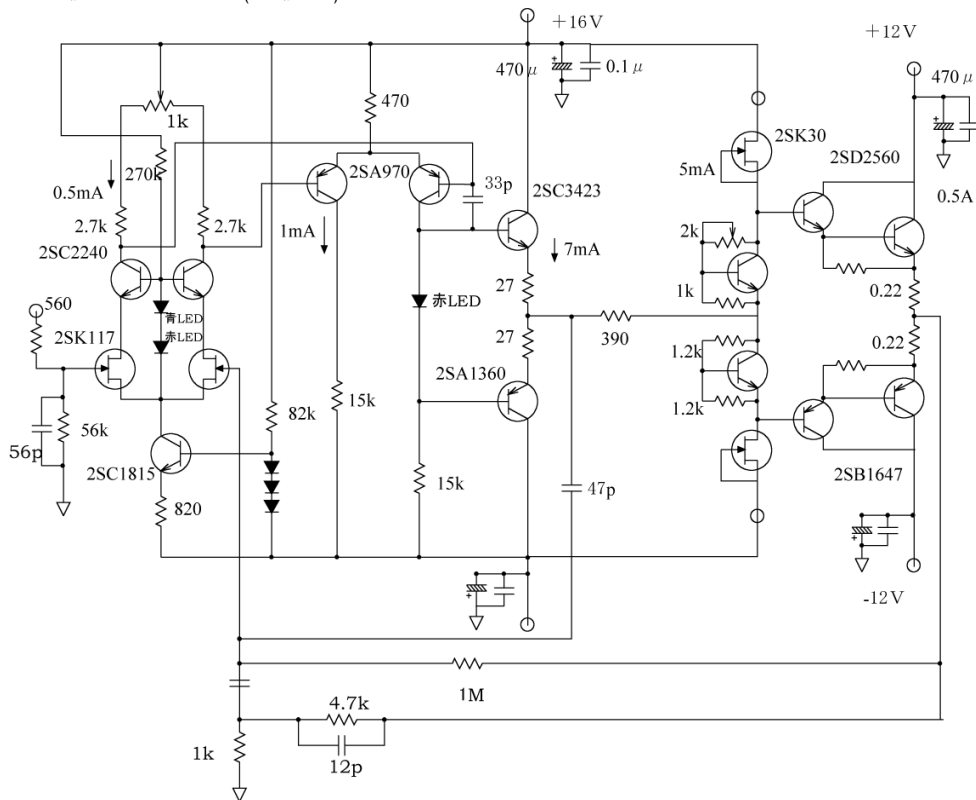 +16V
+12V
470μ
0.1μ
470μ
470
1k
2SK30
2SD2560
270k
2SA970
5mA
0.5mA
33p
2SC3423
0.5A
2.7k
2.7k
1mA
7mA
2k
2SC2240
27
1k
0.22
560
青LED
赤LED
赤LED
2SK117
27
390
0.22
1.2k
2SA1360
1.2k
15k
82k
56k
56p
2SC1815
15k
47p
2SB1647
820
-12V
1M
4.7k
1k
12p